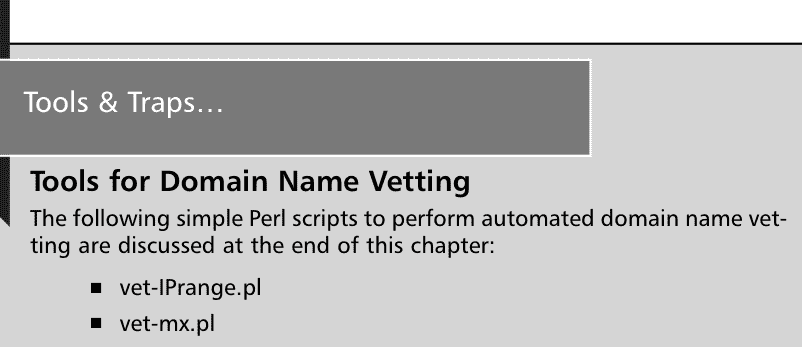 Tools & Traps…
Tools for Domain Name Vetting
The following simple Perl scripts to perform automated domain name vet-
ting are discussed at the end of this chapter:
■ vet-IPrange.pl
■ vet-mx.pl